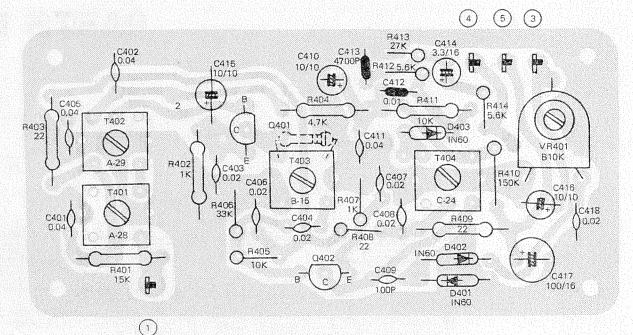 4 5 3
R413
27K
C402
0.04
C415
10/10
C410
10/10
C413
4700P
R412 5.6K
C414
3.3/16
C412
0.01
C405
0.04
T402
A-29
R403
22
2
B
C
E
Q401
R404
4.7K
R411
10K
D403
IN60
R414
5.6K
VR401
B10K
R402
1K
C403
0.02
C411
0.04
T403
B-15
T404
C-24
R410
150K
T401
A-28
C401
0.04
R406
33K
C406
0.02
C404
0.02
R407
1K
C407
0.02
C408
0.02
R408
22
R409
22
C416
10/10
C418
0.02
R401
15K
R405
10K
Q402
B
C
E
C409
100P
IN60
D402
D401
IN60
C417
100/16
1